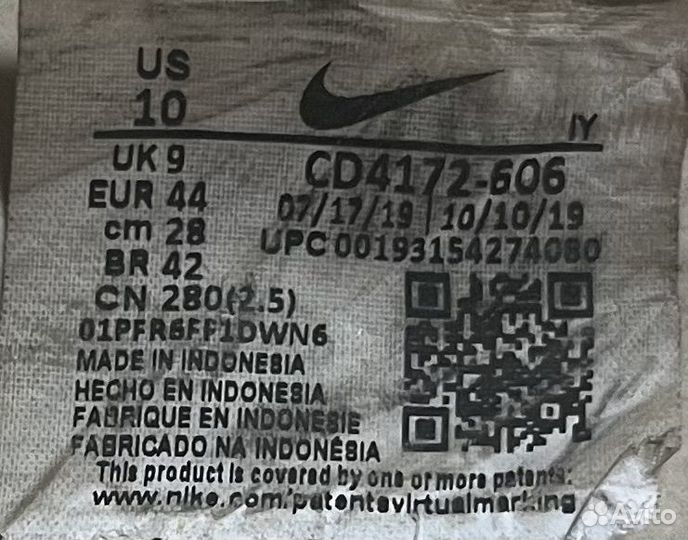 US
10
IY
UK 9
EUR 44
cm 28
BR 42
CN 280(2.5)
CD4172-606
07/17/19 | 10/10/19
UPC 00193154274080
01PFR6FF1DWN6
MADE IN INDONESIA
HECHO EN INDONESIA
FABRIQUE EN INDONESIE
FABRICADO NA INDONÉSIA
This product is covered by one or more patents:
www.nike.com/patentsvirtualmarking
Avito